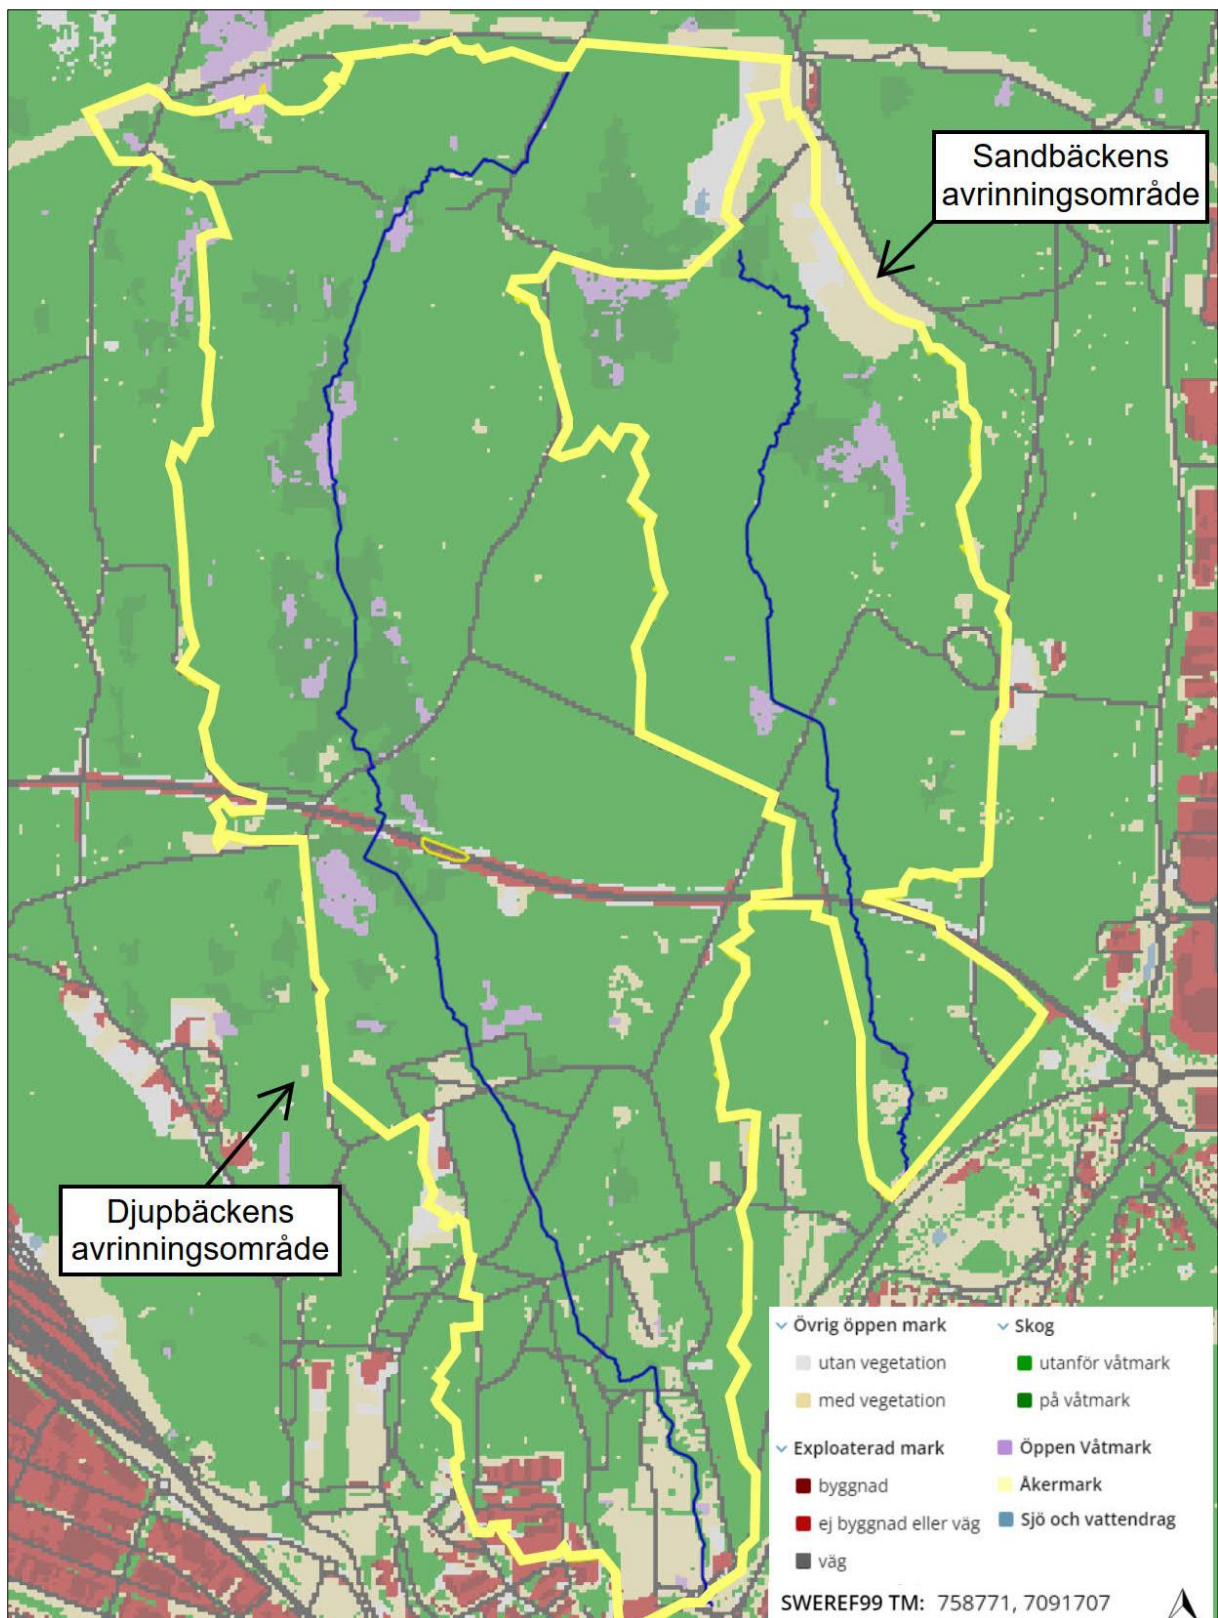 Sandbäckens
avrinningsområde
Djupbäckens
avrinningsområde
Övrig öppen mark
utan vegetation
med vegetation
Exploaterad mark
byggnad
ej byggnad eller väg
väg
Skog
utanför våtmark
på våtmark
Öppen Våtmark
Åkermark
Sjö och vattendrag
SWEREF99 TM: 758771, 7091707